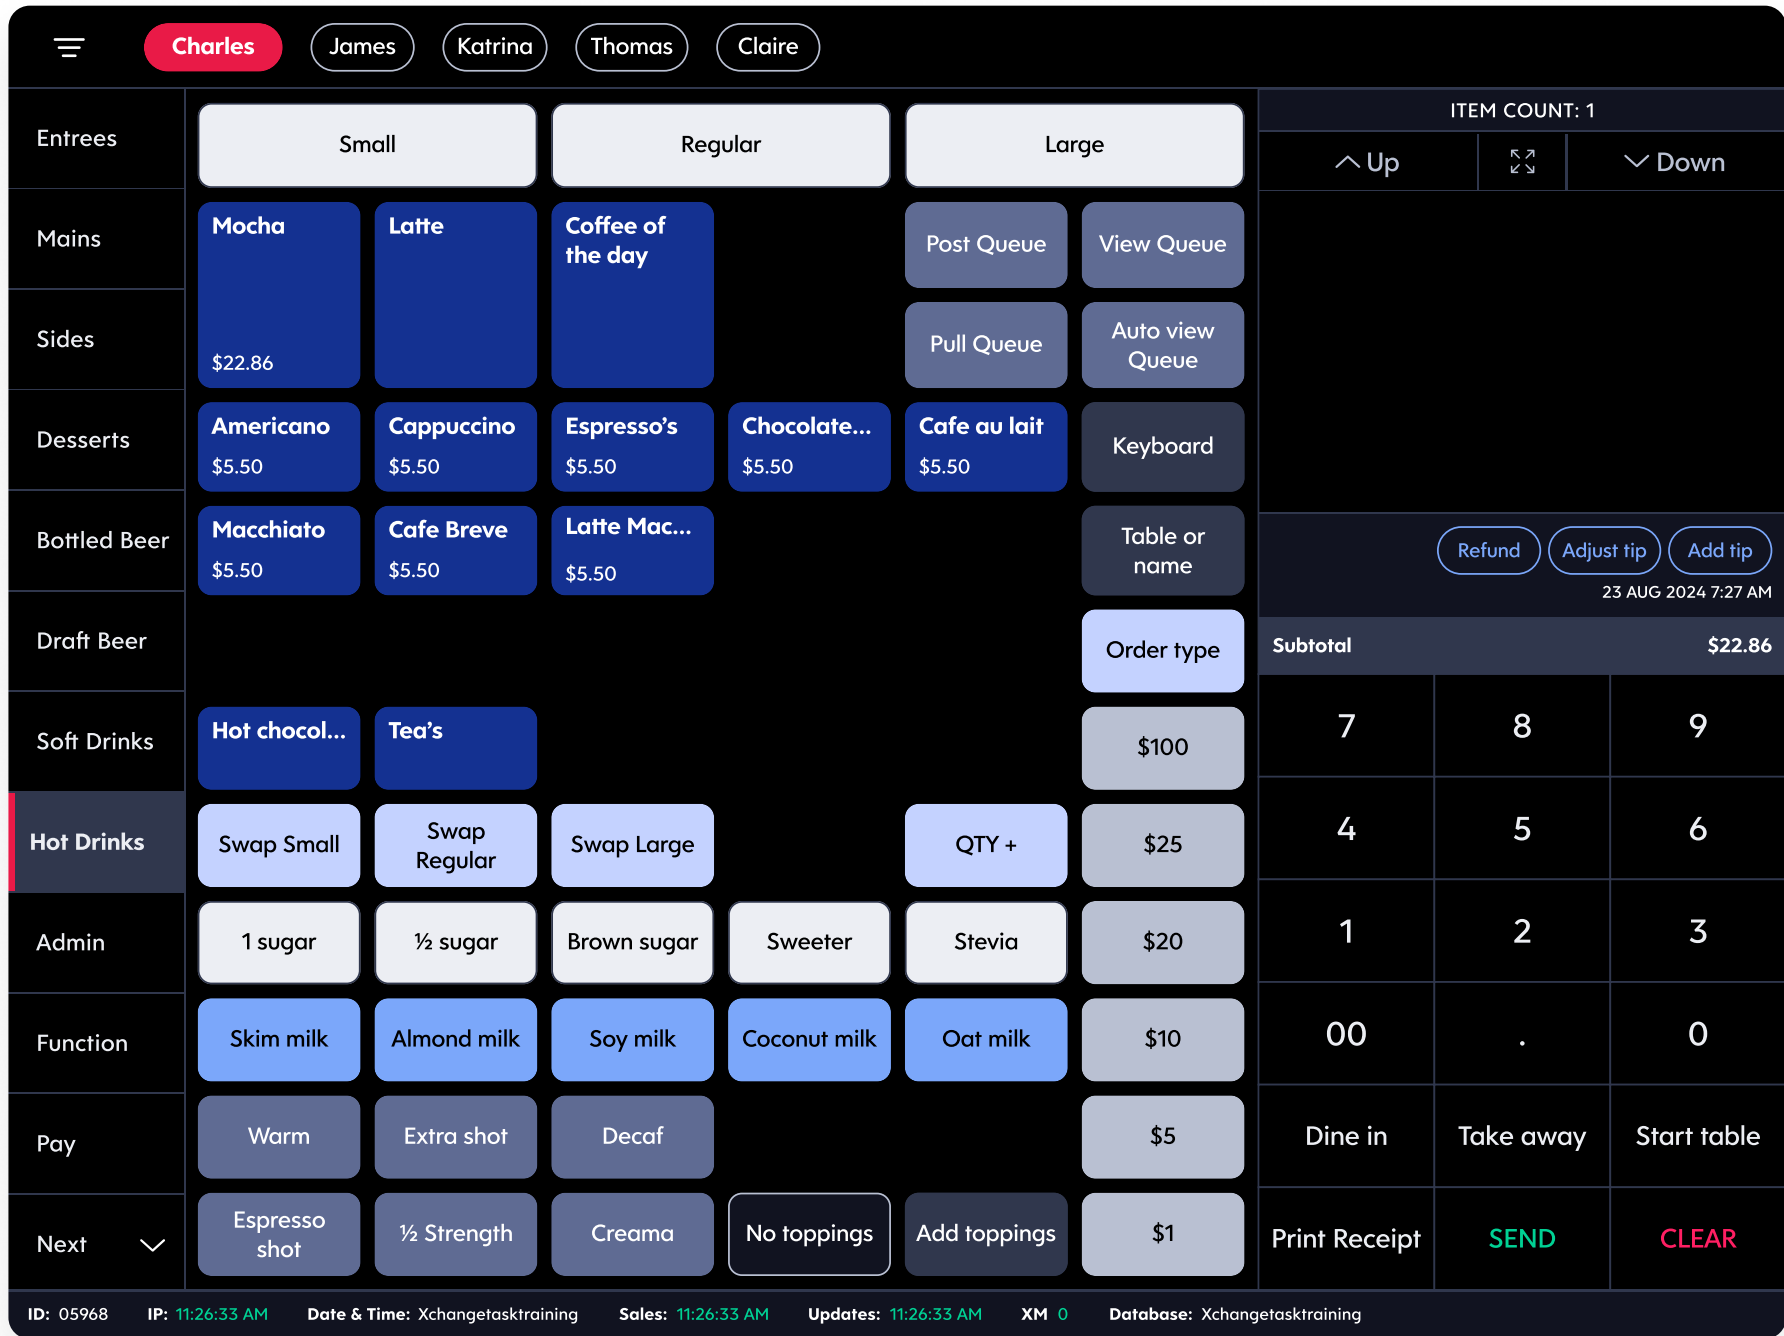 Charles James Katrina Thomas Claire
Entrees
Mains
Sides
Desserts
Bottled Beer
Draft Beer
Soft Drinks
Hot Drinks
Admin
Function
Pay
Next
Small Regular Large
Mocha
$22.86
Latte
Coffee of
the day
Post Queue
View Queue
Pull Queue
Auto view
Queue
Americano
$5.50
Cappuccino
$5.50
Espresso’s
$5.50
Chocolate...
$5.50
Cafe au lait
$5.50
Keyboard
Macchiato
$5.50
Cafe Breve
$5.50
Latte Mac...
$5.50
Table or
name
Order type
Hot chocol...
Tea’s
$100
Swap Small
Swap
Regular
Swap Large
QTY +
$25
1 sugar
½ sugar
Brown sugar
Sweeter
Stevia
$20
Skim milk
Almond milk
Soy milk
Coconut milk
Oat milk
$10
Warm
Extra shot
Decaf
$5
Espresso
shot
½ Strength
Creama
No toppings
Add toppings
$1
ITEM COUNT: 1
Up Down
Refund Adjust tip Add tip
23 AUG 2024 7:27 AM
Subtotal $22.86
7 8 9
4 5 6
1 2 3
00 . 0
Dine in Take away Start table
Print Receipt SEND CLEAR
ID: 05968 IP: 11:26:33 AM Date & Time: Xchangetasktraining Sales: 11:26:33 AM Updates: 11:26:33 AM XM 0 Database: Xchangetasktraining